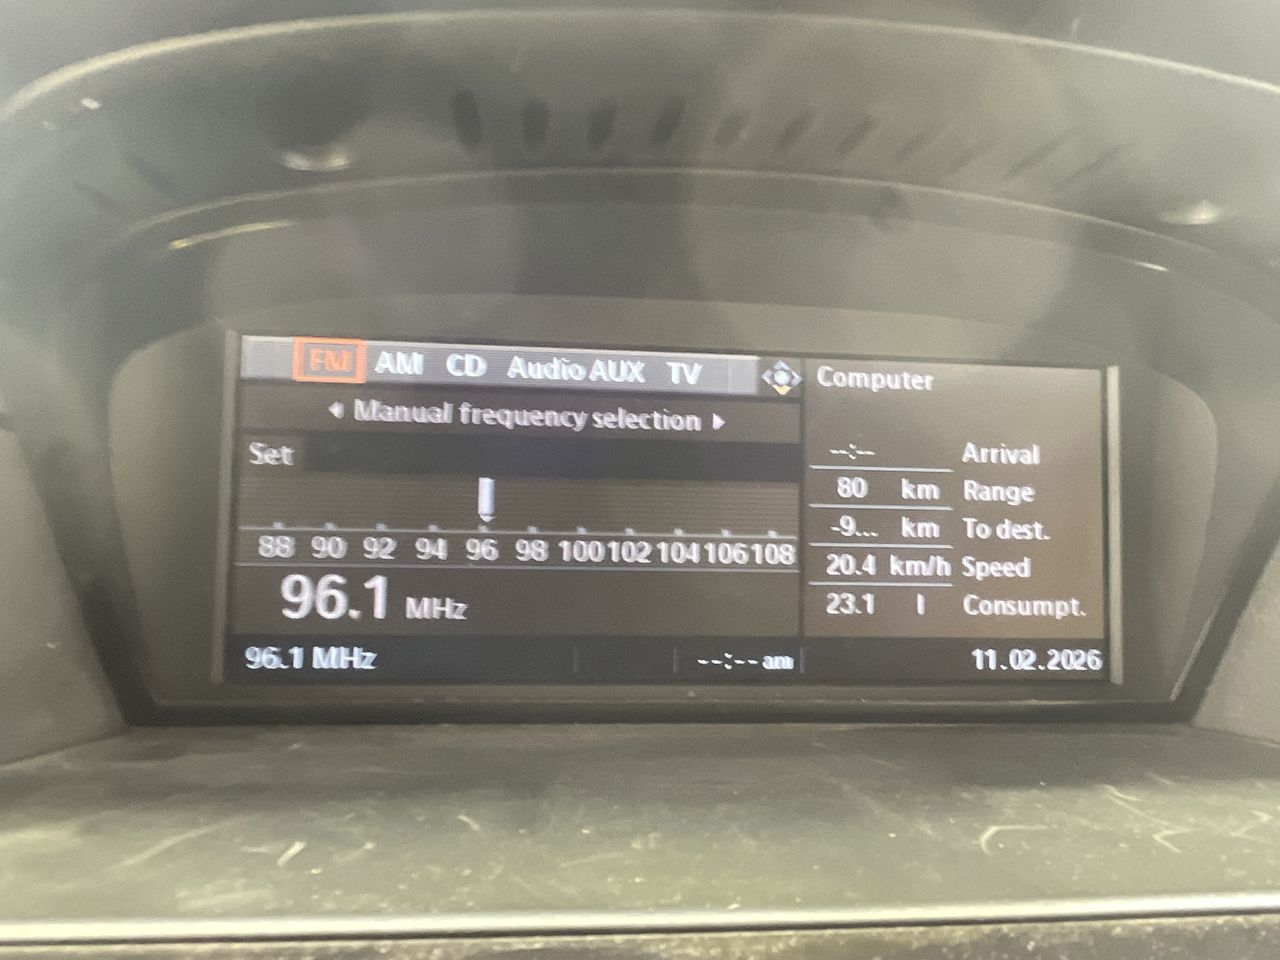 FM AM CD Audio AUX TV
Manual frequency selection
Set
88 90 92 94 96 98 100 102 104 106 108
96.1 MHz
96.1 MHz --:-- am
Computer
--:-- Arrival
80 km Range
-9... km To dest.
20.4 km/h Speed
23.1 l Consumpt.
11.02.2026